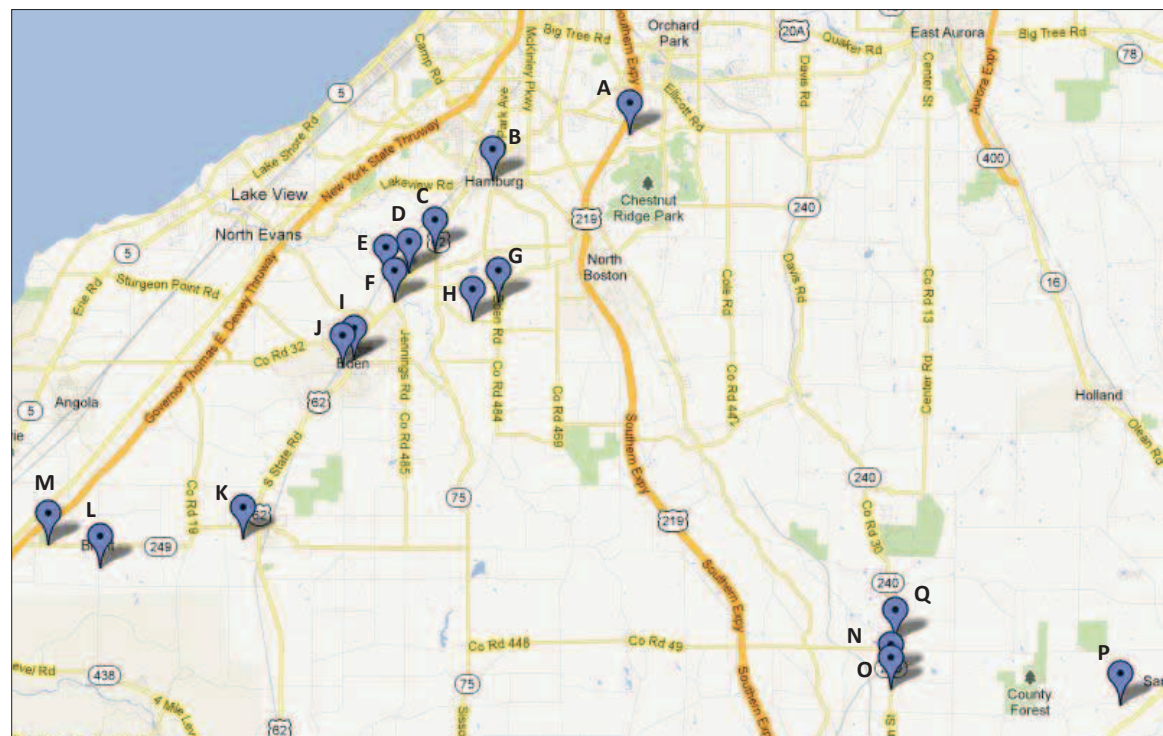 Southern Expy
Orchard
Park
Big Tree Rd
McKinley Pkwy
Camp Rd
20A
Quaker Rd
East Aurora
Big Tree Rd
78
Davis Rd
Center St
Aurora Expy
5
A
Ellicott Rd
Lake Shore Rd
New York State Thruway
B
Hamburg
400
Lakeview Rd
Lake View
Chestnut
Ridge Park
C
D
219
240
North Evans
E
5
North
Boston
G
F
H
Sturgeon Point Rd
Erie Rd
Davis Rd
Cole Rd
Co Rd 13
16
I
J
Governor Thomas E. Dewey Thruway
Co Rd 32
Eden
Jennings Rd
Co Rd 484
Center Rd
Holland
62
Angola
5
Co Rd 469
Southern Expy
Olean Rd
S State Rd
Co Rd 485
M
L
K
62
Co Rd 19
249
75
240
Co Rd 30
219
Southern Expy
240
Q
N
O
Co Rd 448
Co Rd 49
P
438
4 Mile Lev
75
62
Southern Exp
County
Forest